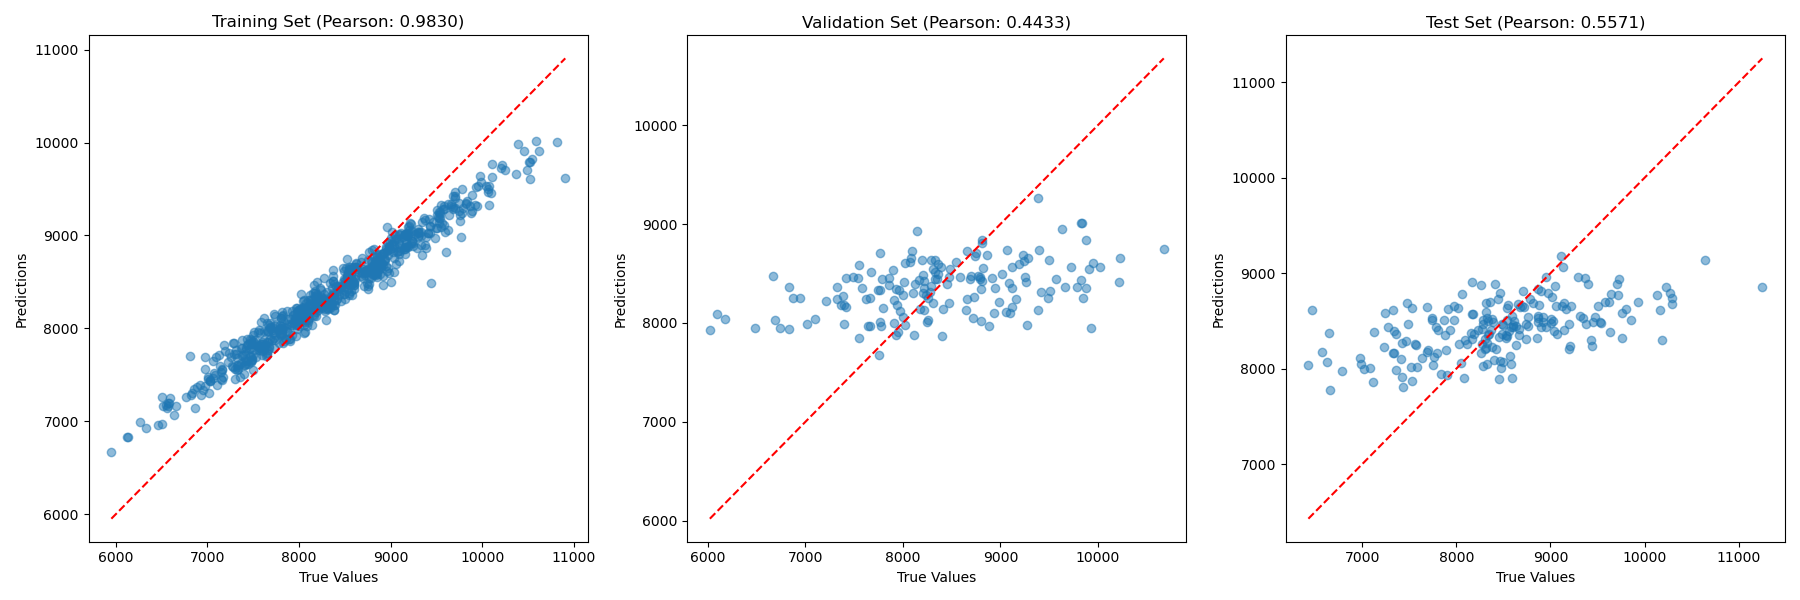 Training Set (Pearson: 0.9830)
11000
10000
9000
8000
7000
6000
Predictions
6000 7000 8000 9000 10000 11000
True Values
Validation Set (Pearson: 0.4433)
10000
9000
8000
7000
6000
Predictions
6000 7000 8000 9000 10000
True Values
Test Set (Pearson: 0.5571)
11000
10000
9000
8000
7000
Predictions
7000 8000 9000 10000 11000
True Values